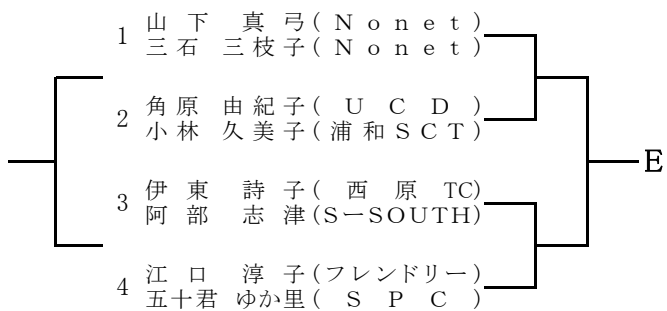 1 山下 真弓(Nonet)
三石 三枝子(Nonet)
2 角原 由紀子(UCD)
小林 久美子(浦和SCT)
3 伊東 詩子(西原 TC)
阿部 志津(S－SOUTH)
4 江口 淳子(フレンドリー)
五十君 ゆか里(SPC)
E